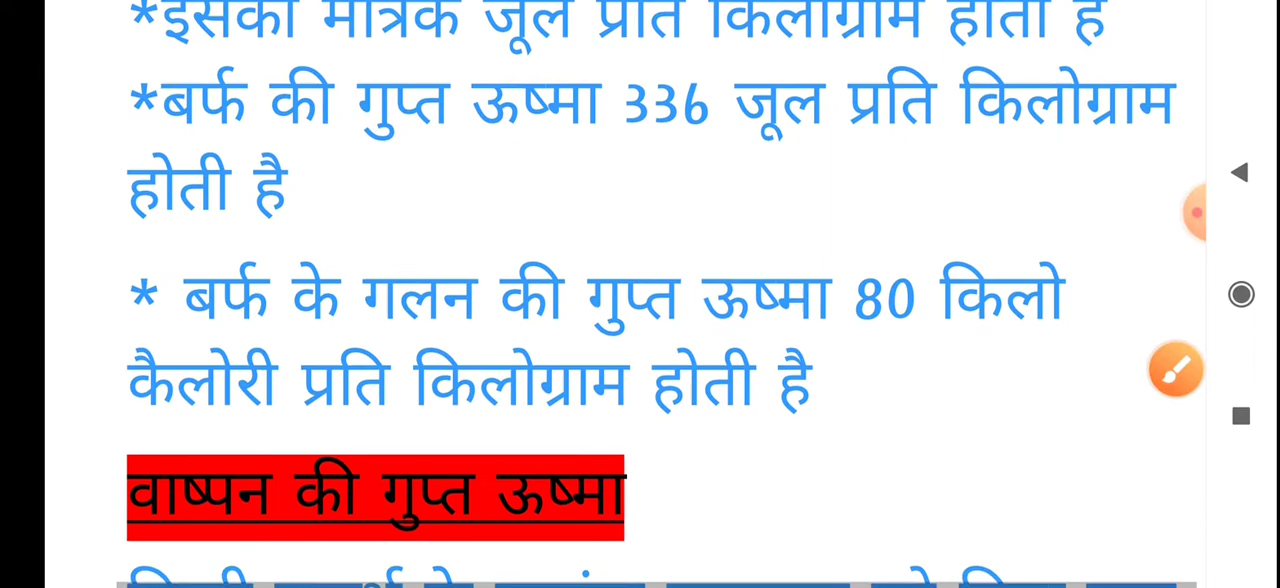 *इसका मात्रक जूल प्रति किलोग्राम होता है
*बर्फ की गुप्त ऊष्मा 336 जूल प्रति किलोग्राम
होती है
* बर्फ के गलन की गुप्त ऊष्मा 80 किलो
कैलोरी प्रति किलोग्राम होती है
वाष्पन की गुप्त ऊष्मा